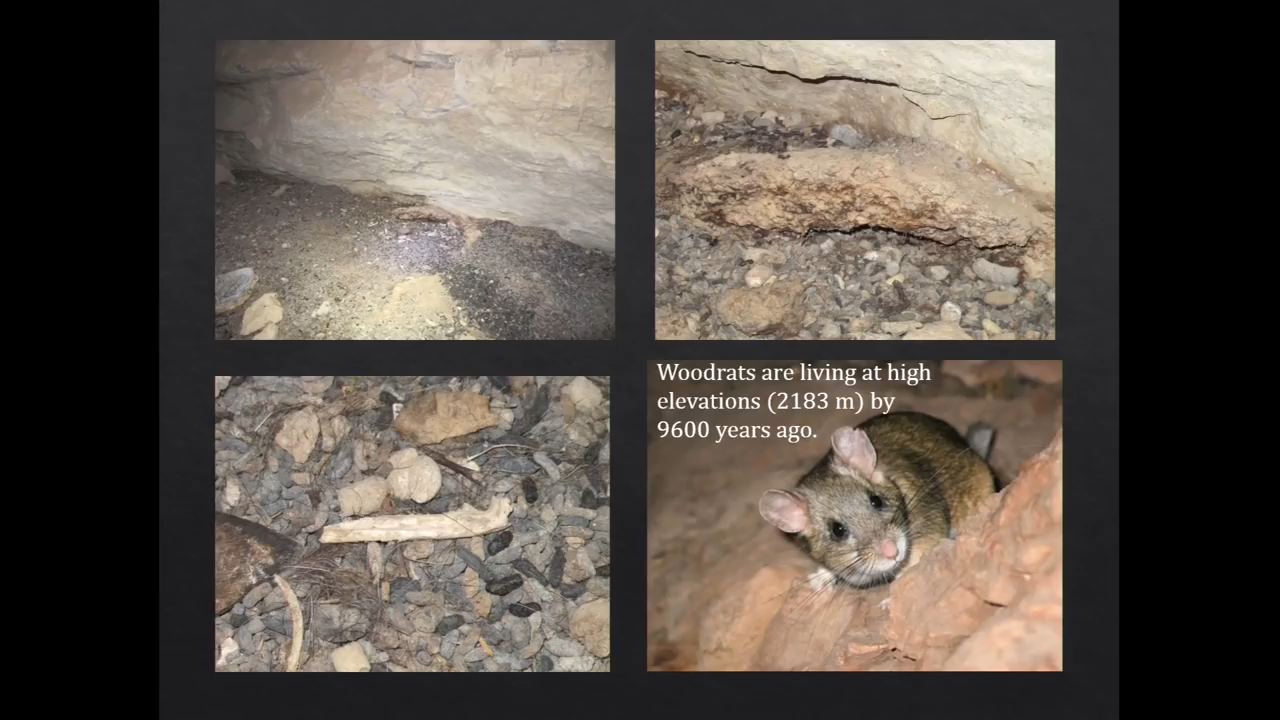 Woodrats are living at high
elevations (2183 m) by
9600 years ago.